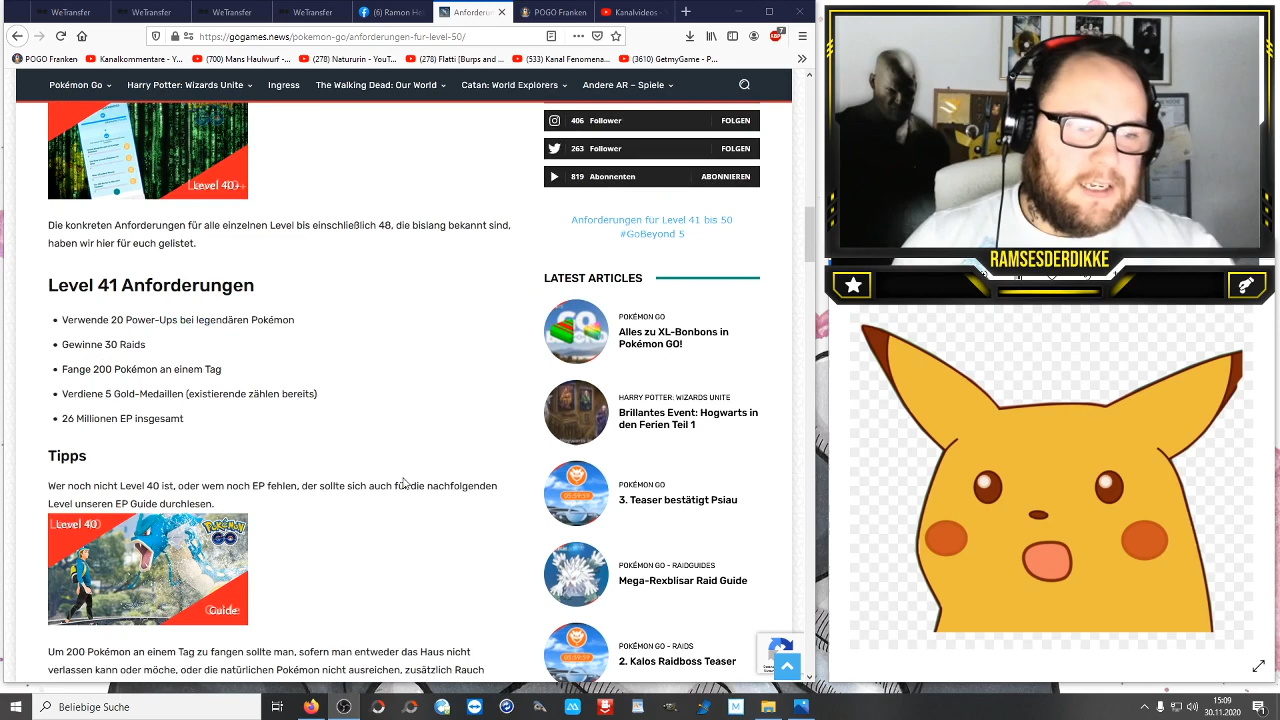 WeTransfer
WeTransfer
WeTransfer
WeTransfer
(6) Ramon Hei
Anforderun
POGO Franken
Kanalvideos -
https://gogames.news/pokemon-go/anforderungen-fur-level-50/
POGO Franken
Kanalkommentare - Y...
(700) Mans Haulwurf -...
(278) Natururin - YouT...
(278) Flatti [Burps and ...
(533) Kanal Fenomena...
(3610) GetmyGame - P...
Pokémon Go
Harry Potter: Wizards Unite
Ingress
The Walking Dead: Our World
Catan: World Explorers
Andere AR – Spiele
Level 40+
406 Follower FOLGEN
263 Follower FOLGEN
819 Abonnenten ABONNIEREN
Die konkreten Anforderungen für alle einzelnen Level bis einschließlich 48, die bislang bekannt sind,
haben wir hier für euch gelistet.
Anforderungen für Level 41 bis 50
#GoBeyond 5
Level 41 Anforderungen
Verwende 20 Power-Ups bei legendären Pokémon
Gewinne 30 Raids
Fange 200 Pokémon an einem Tag
Verdiene 5 Gold-Medaillen (existierende zählen bereits)
26 Millionen EP insgesamt
Tipps
Wer noch nicht Level 40 ist, oder wem noch EP fehlen, der sollte sich auch für die nachfolgenden
Level unseren EP Guide durchlesen.
Level 40
POKÉMON
GO
Guide
Um 200 Pokémon an einem Tag zu fangen sollte man, sofern man entweder das Haus nicht
verlassen kann oder möche, oder die natürlichen Pokémon nicht ausreichen, zusätzlich Rauch
LATEST ARTICLES
POKÉMON GO
Alles zu XL-Bonbons in
Pokémon GO!
HARRY POTTER: WIZARDS UNITE
Brillantes Event: Hogwarts in
den Ferien Teil 1
POKÉMON GO
3. Teaser bestätigt Psiau
05:59:59
POKÉMON GO - RAIDGUIDES
Mega-Rexblisar Raid Guide
POKÉMON GO - RAIDS
2. Kalos Raidboss Teaser
05:59:59
RAMSESDERDIKKE
Beliebige Suche
15:09
30.11.2020